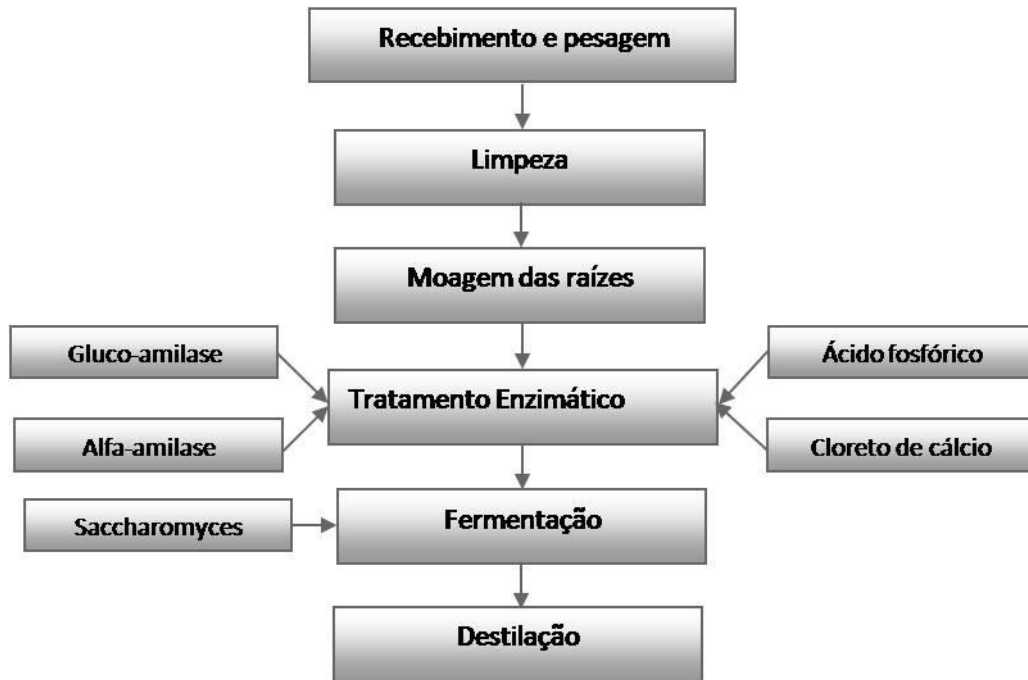 Recebimento e pesagem
Limpeza
Moagem das raízes
Gluco-amilase
Ácido fosfórico
Tratamento Enzimático
Alfa-amilase
Cloreto de cálcio
Saccharomyces
Fermentação
Destilação